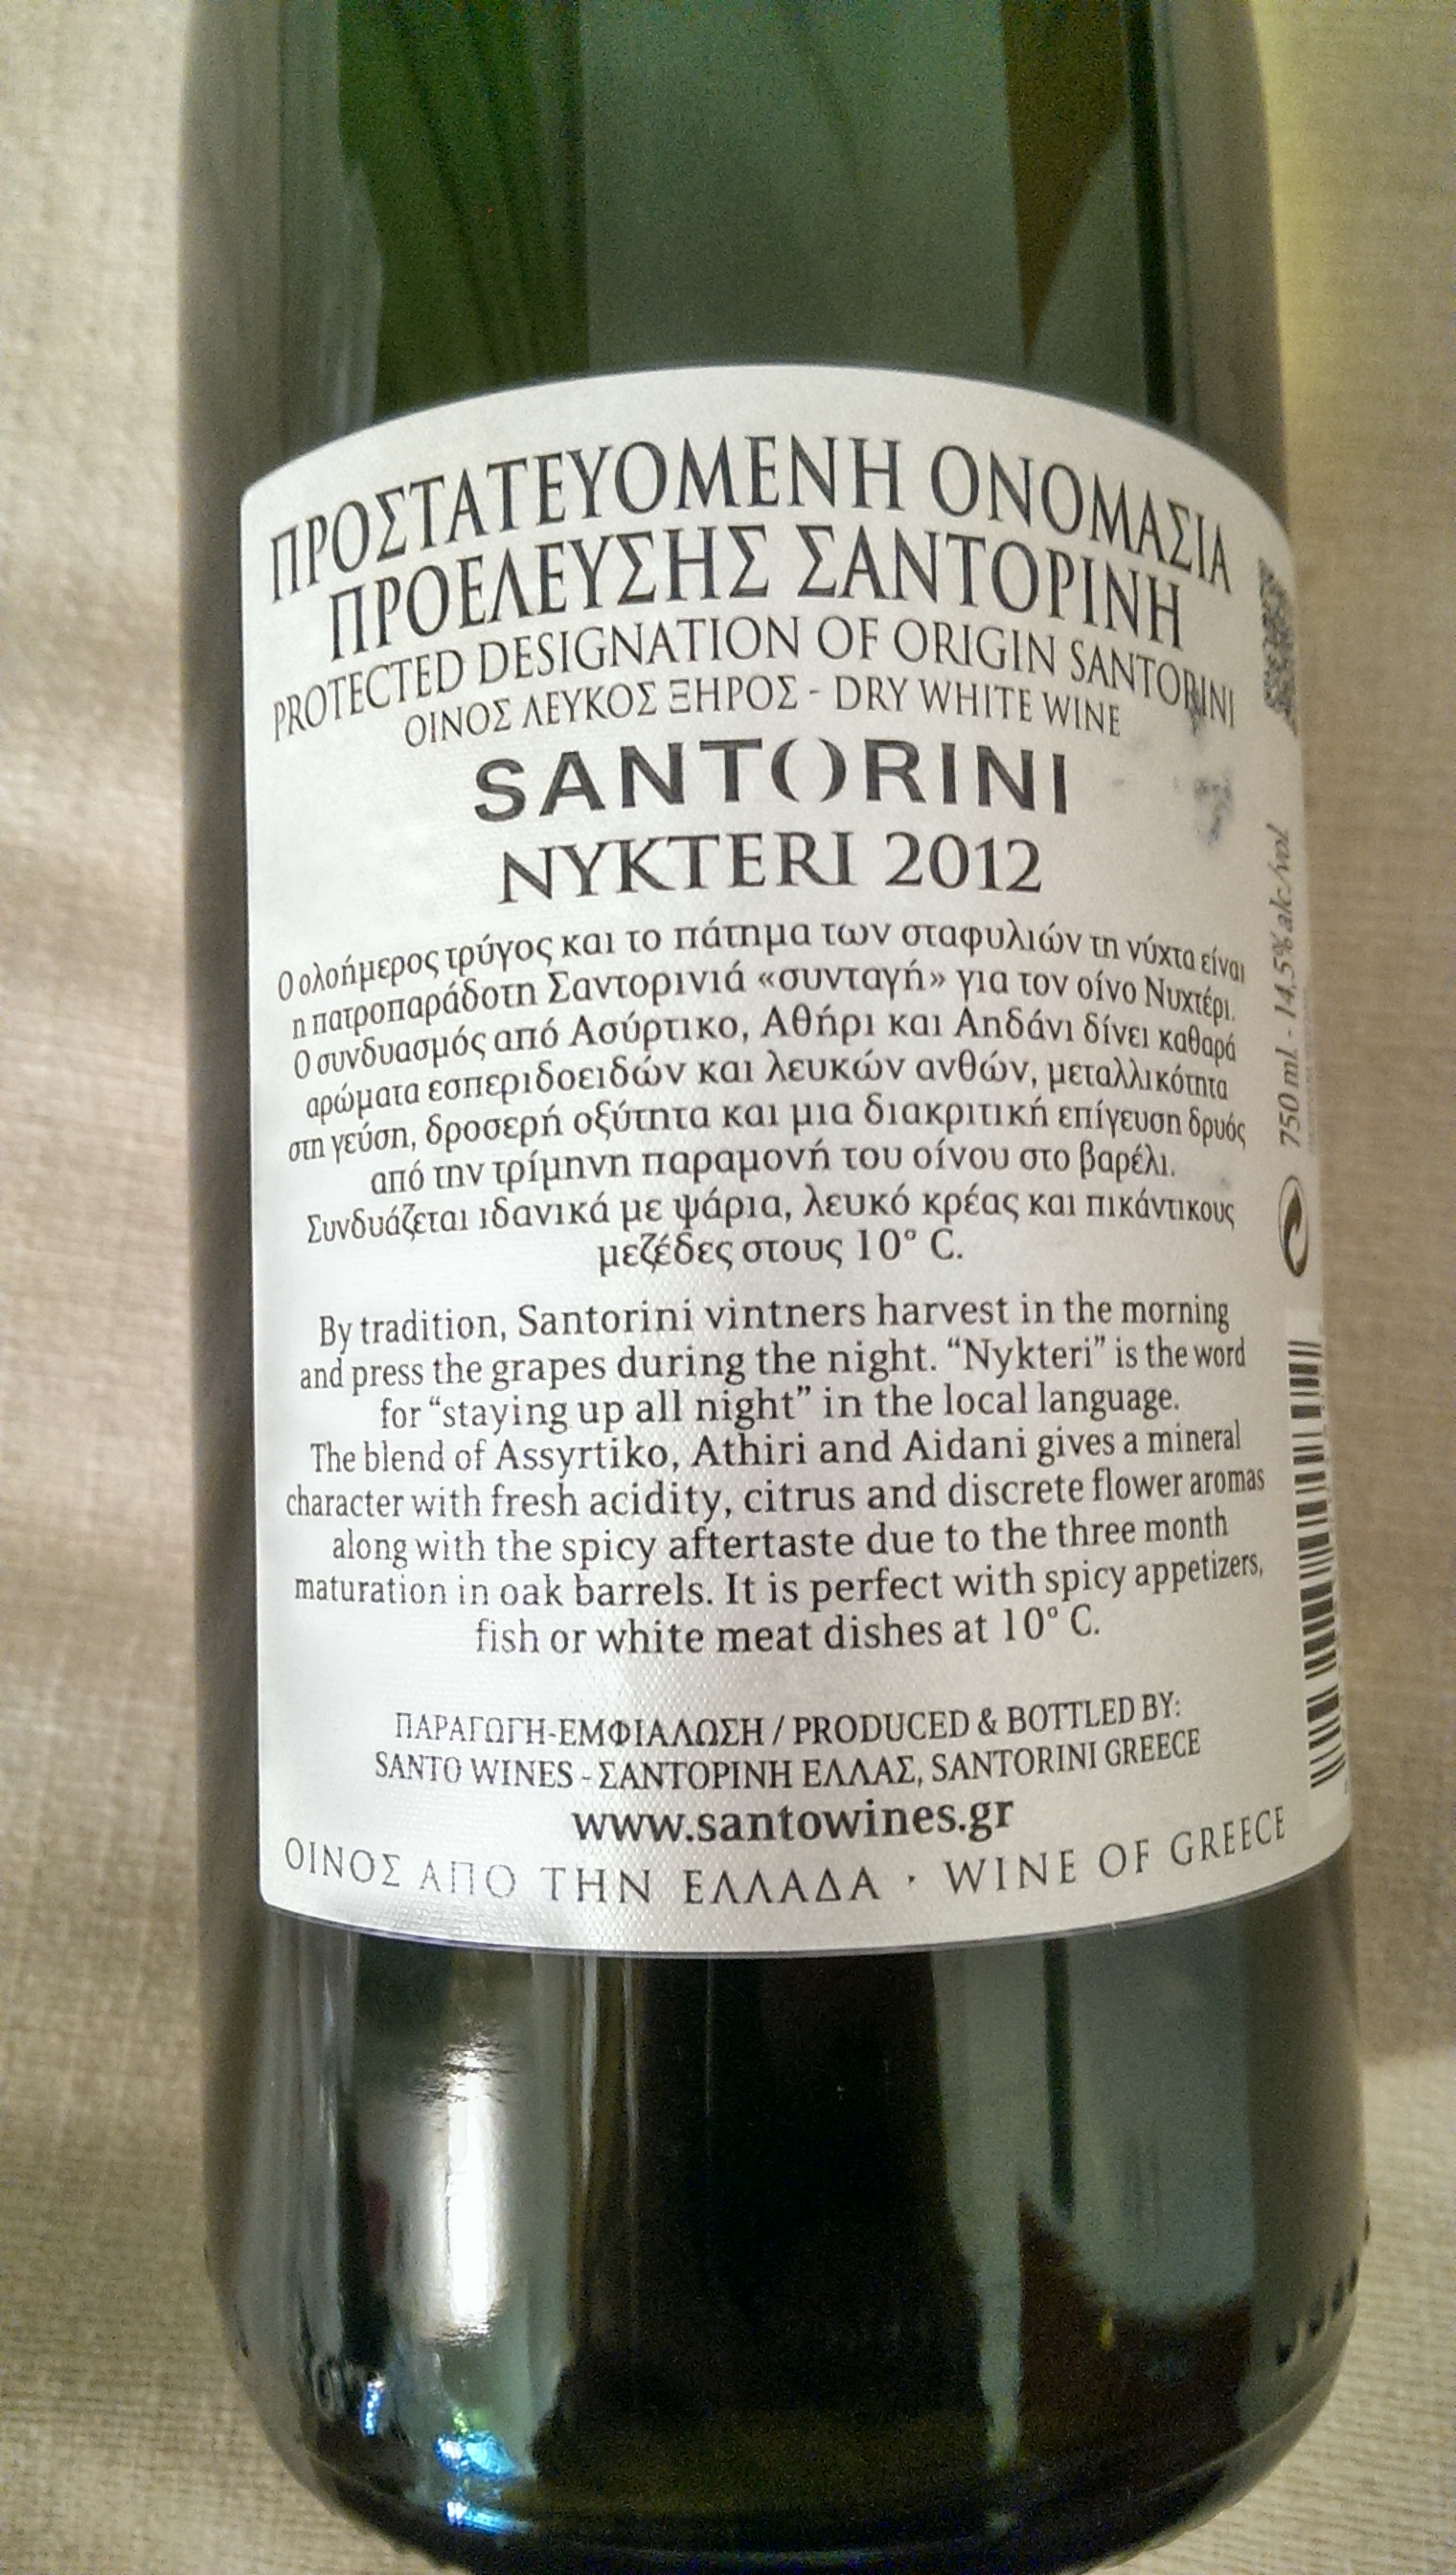 ΠΡΟΣΤΑΤΕΥΟΜΕΝΗ ΟΝΟΜΑΣΙΑ
ΠΡΟΕΛΕΥΣΗΣ ΣΑΝΤΟΡΙΝΗ
PROTECTED DESIGNATION OF ORIGIN SANTORINI
ΟΙΝΟΣ ΛΕΥΚΟΣ ΞΗΡΟΣ - DRY WHITE WINE
SANTORINI
NYKTERI 2012
Ο ολοήμερος τρύγος και το πάτημα των σταφυλιών τη νύχτα είναι
η πατροπαράδοτη Σαντορινιά «συνταγή» για τον οίνο Νυχτέρι.
Ο συνδυασμός από Ασύρτικο, Αθήρι και Αηδάνι δίνει καθαρά
αρώματα εσπεριδοειδών και λευκών ανθών, μεταλλικότητα
στη γεύση, δροσερή οξύτητα και μια διακριτική επίγευση δρυός
από την τρίμηνη παραμονή του οίνου στο βαρέλι.
Συνδυάζεται ιδανικά με ψάρια, λευκό κρέας και πικάντικους
μεζέδες στους 10° C.
By tradition, Santorini vintners harvest in the morning
and press the grapes during the night. “Nykteri” is the word
for “staying up all night” in the local language.
The blend of Assyrtiko, Athiri and Aidani gives a mineral
character with fresh acidity, citrus and discrete flower aromas
along with the spicy aftertaste due to the three month
maturation in oak barrels. It is perfect with spicy appetizers,
fish or white meat dishes at 10° C.
ΠΑΡΑΓΩΓΗ-ΕΜΦΙΑΛΩΣΗ / PRODUCED & BOTTLED BY:
SANTO WINES - ΣΑΝΤΟΡΙΝΗ ΕΛΛΑΣ, SANTORINI GREECE
www.santowines.gr
ΟΙΝΟΣ ΑΠΟ ΤΗΝ ΕΛΛΑΔΑ · WINE OF GREECE
750 mL - 14,5% alc/vol